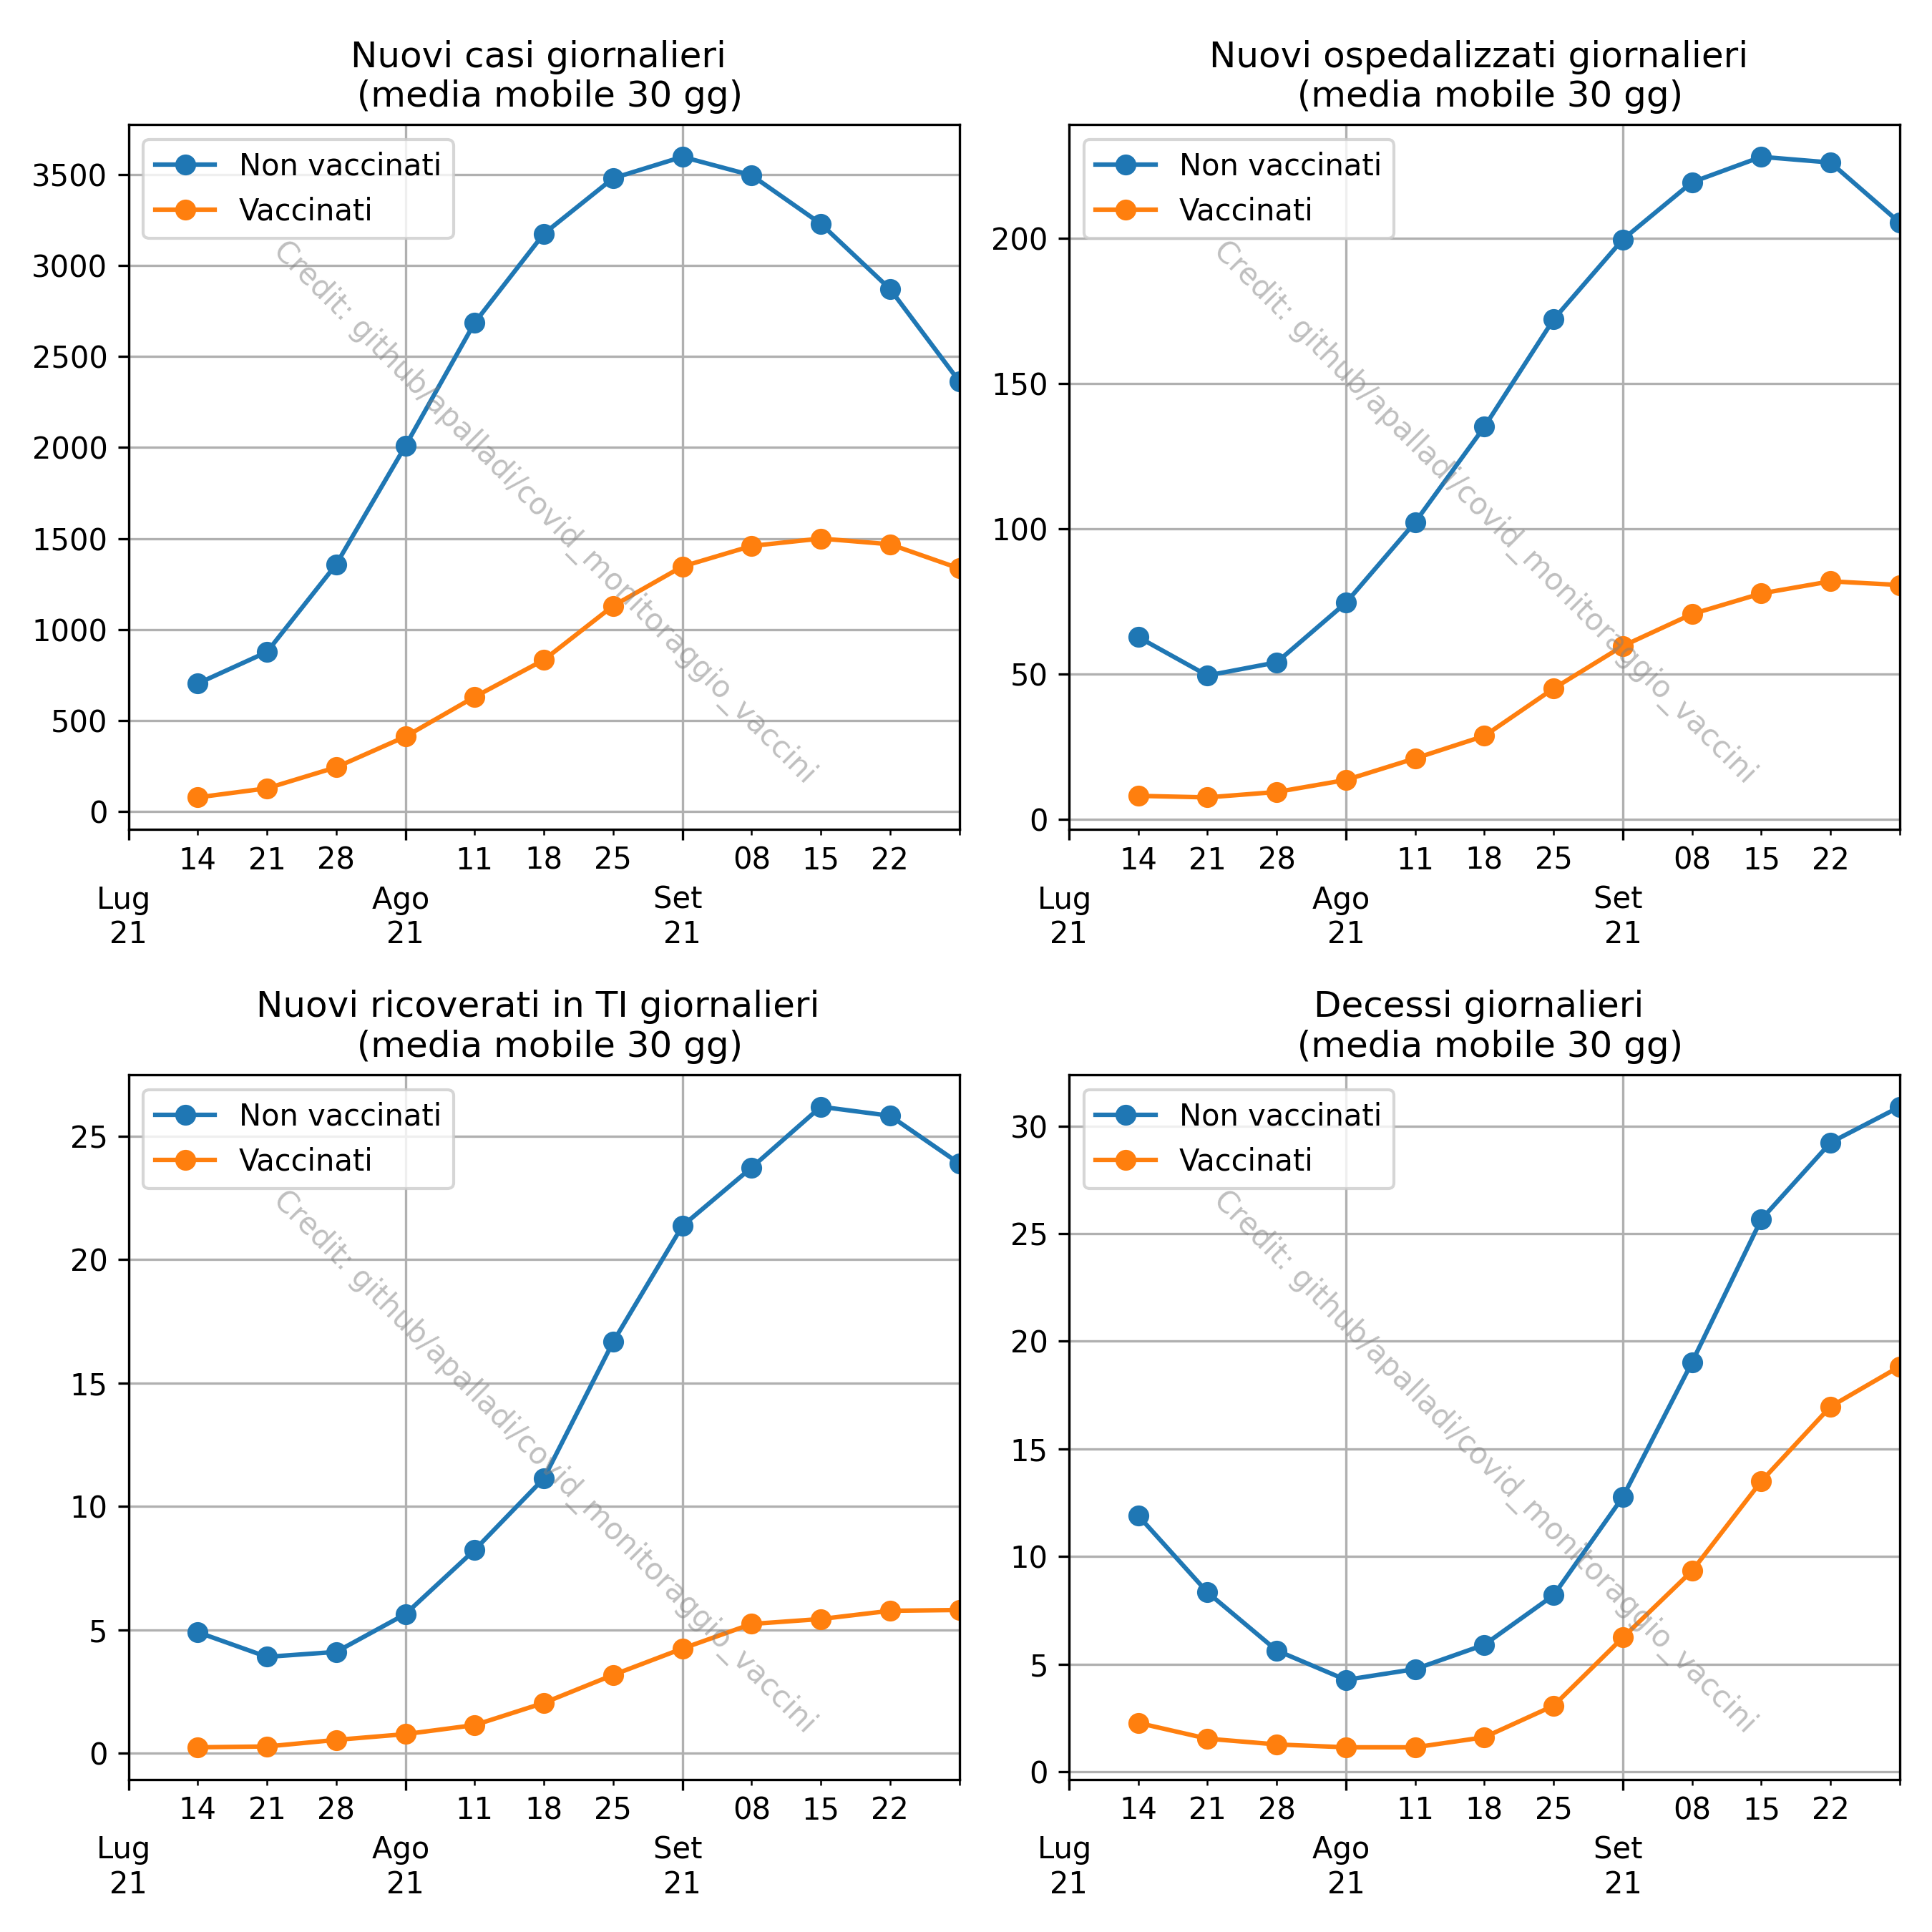 Nuovi casi giornalieri
(media mobile 30 gg)
Non vaccinati
Vaccinati
3500
3000
2500
2000
1500
1000
500
0
Credit: github/apalladi/covid_monitoraggio_vaccini
14 21 28 11 18 25 08 15 22
Lug Ago Set
21 21 21
Nuovi ospedalizzati giornalieri
(media mobile 30 gg)
Non vaccinati
Vaccinati
200
150
100
50
0
Credit: github/apalladi/covid_monitoraggio_vaccini
14 21 28 11 18 25 08 15 22
Lug Ago Set
21 21 21
Nuovi ricoverati in TI giornalieri
(media mobile 30 gg)
Non vaccinati
Vaccinati
25
20
15
10
5
0
Credit: github/apalladi/covid_monitoraggio_vaccini
14 21 28 11 18 25 08 15 22
Lug Ago Set
21 21 21
Decessi giornalieri
(media mobile 30 gg)
Non vaccinati
Vaccinati
30
25
20
15
10
5
0
Credit: github/apalladi/covid_monitoraggio_vaccini
14 21 28 11 18 25 08 15 22
Lug Ago Set
21 21 21